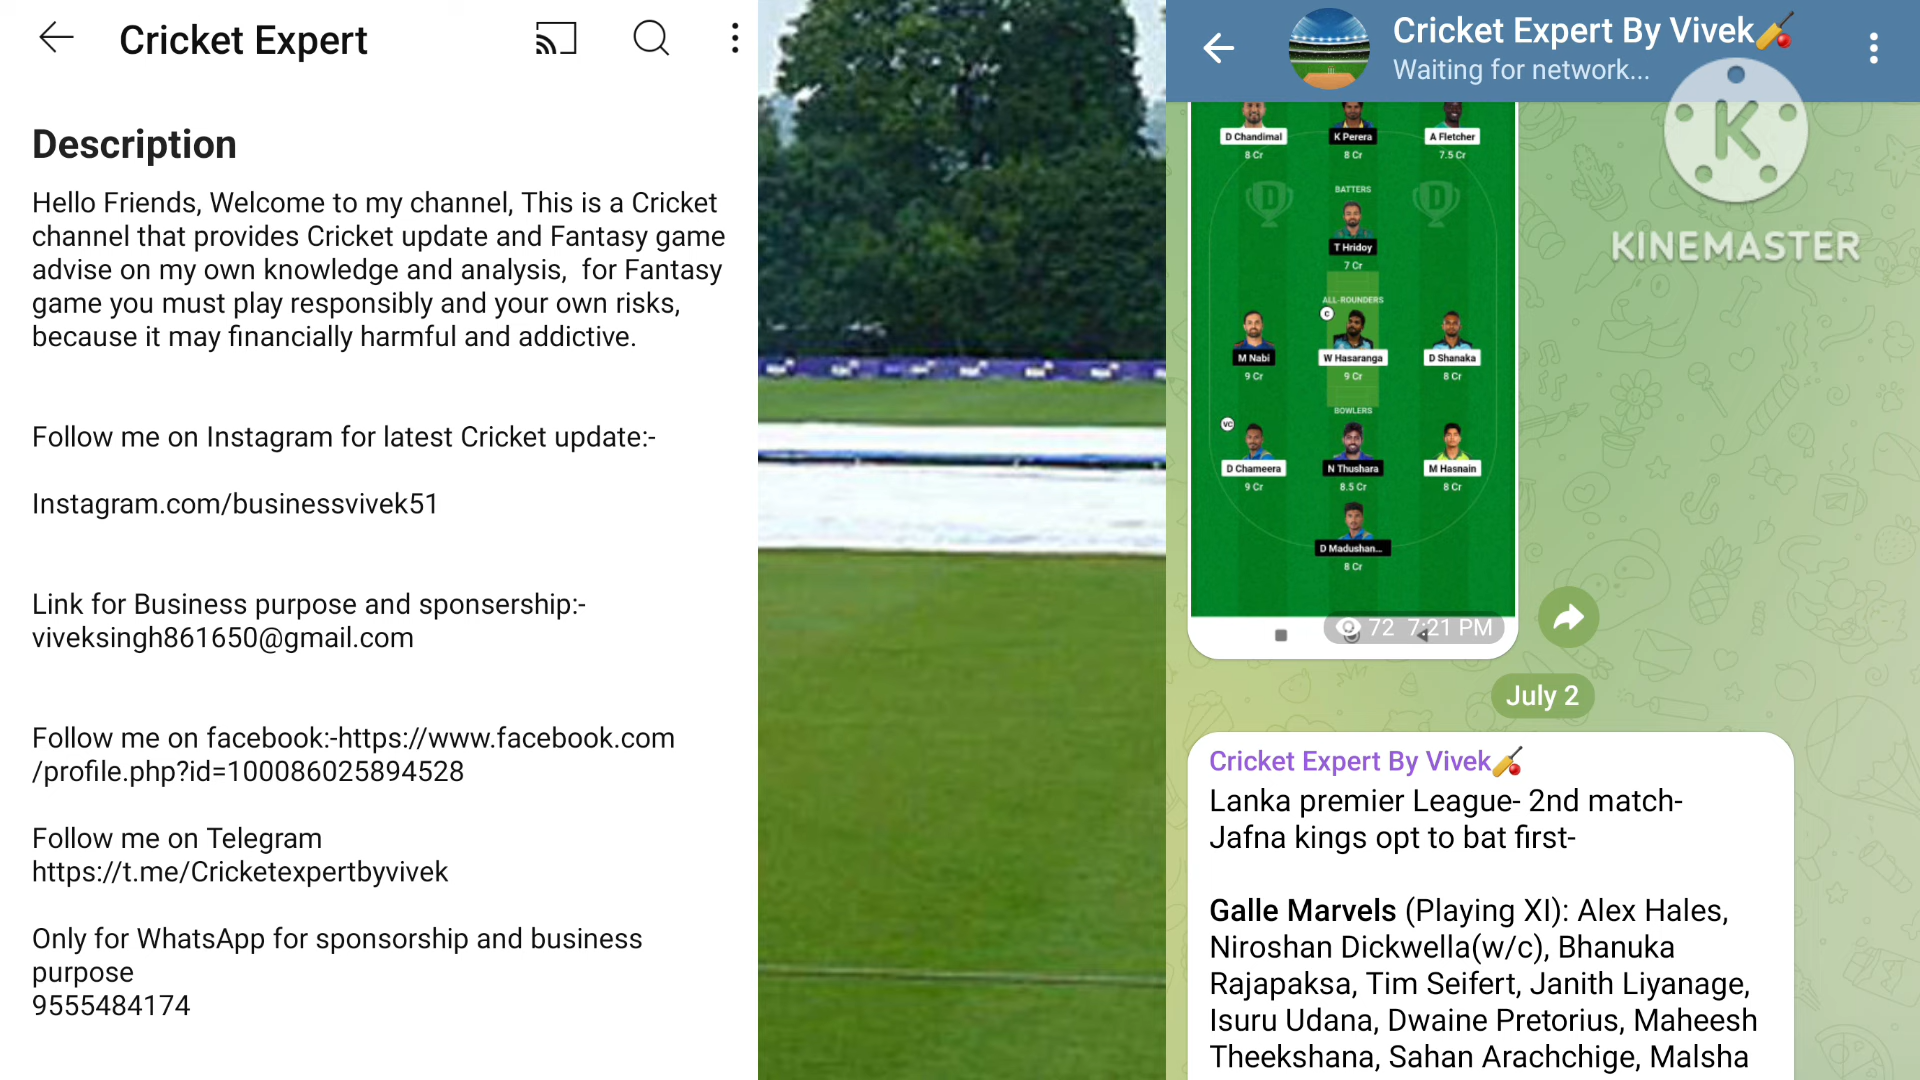 Cricket Expert
Description
Hello Friends, Welcome to my channel, This is a Cricket
channel that provides Cricket update and Fantasy game
advise on my own knowledge and analysis,  for Fantasy
game you must play responsibly and your own risks,
because it may financially harmful and addictive.
Follow me on Instagram for latest Cricket update:-
Instagram.com/businessvivek51
Link for Business purpose and sponsership:-
viveksingh861650@gmail.com
Follow me on facebook:-https://www.facebook.com
/profile.php?id=100086025894528
Follow me on Telegram
https://t.me/Cricketexpertbyvivek
Only for WhatsApp for sponsorship and business
purpose
9555484174
Cricket Expert By Vivek
Waiting for network...
K
KINEMASTER
D Chandimal
K Perera
A Fletcher
8 Cr
8 Cr
7.5 Cr
BATTERS
D
D
T Hridoy
7 Cr
ALL-ROUNDERS
C
M Nabi
W Hasaranga
D Shanaka
9 Cr
9 Cr
8 Cr
BOWLERS
VC
D Chameera
N Thushara
M Hasnain
9 Cr
8.5 Cr
8 Cr
D Madushan...
8 Cr
72 7:21 PM
July 2
Cricket Expert By Vivek
Lanka premier League- 2nd match-
Jafna kings opt to bat first-
Galle Marvels (Playing XI): Alex Hales,
Niroshan Dickwella(w/c), Bhanuka
Rajapaksa, Tim Seifert, Janith Liyanage,
Isuru Udana, Dwaine Pretorius, Maheesh
Theekshana, Sahan Arachchige, Malsha